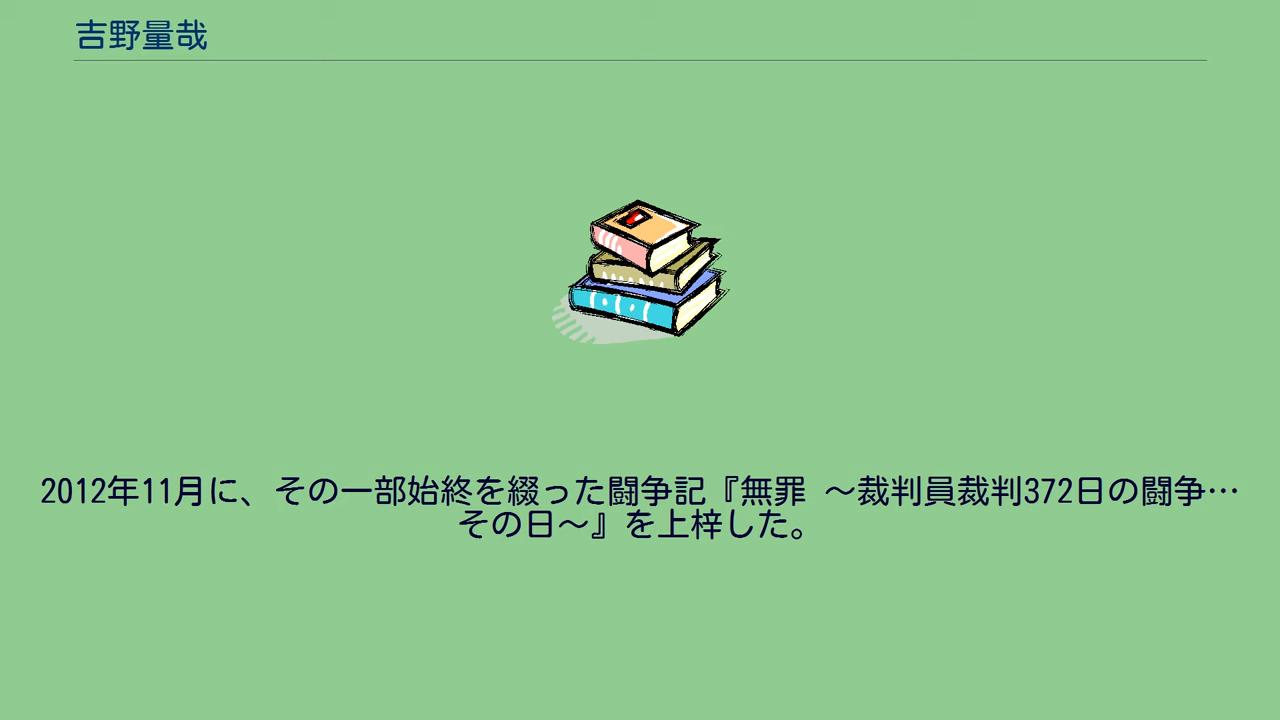 吉野量哉
2012年11月に、その一部始終を綴った闘争記『無罪 〜裁判員裁判372日の闘争…
その日〜』を上梓した。